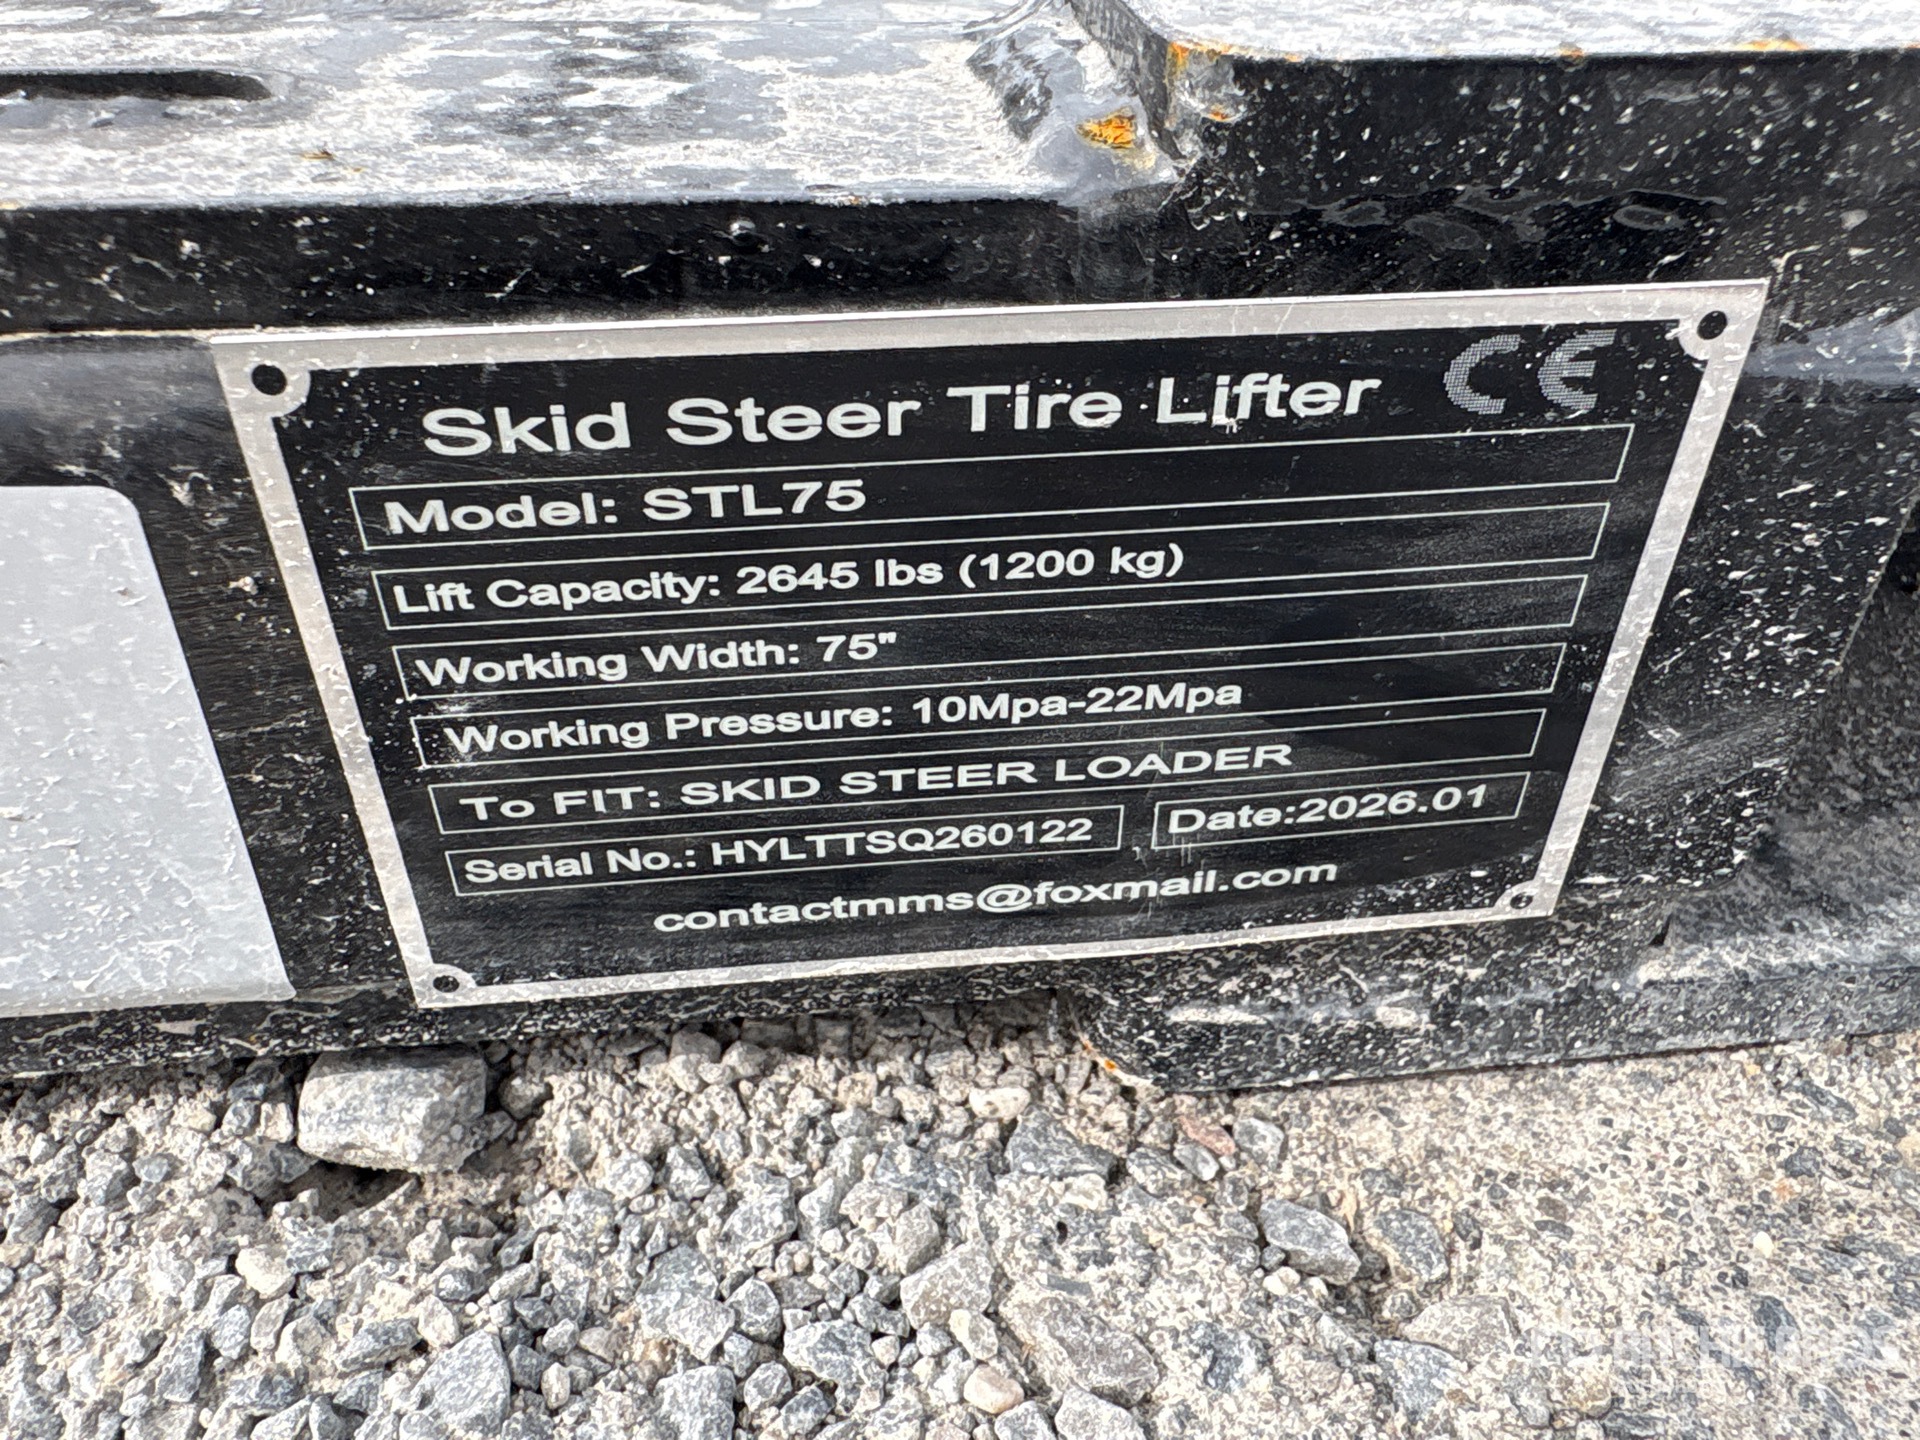 Skid Steer Tire Lifter CE
Model: STL75
Lift Capacity: 2645 lbs (1200 kg)
Working Width: 75"
Working Pressure: 10Mpa-22Mpa
To FIT: SKID STEER LOADER
Serial No.: HYLTTSQ260122 Date:2026.01
contactmms@foxmail.com